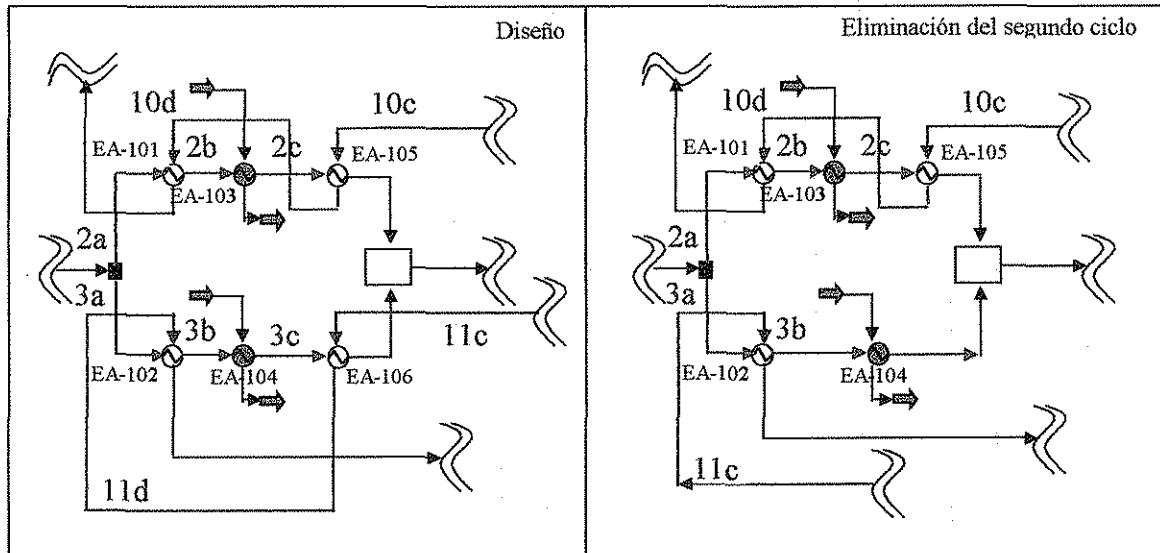 Diseño
10d
10c
EA-101
2b
2c
EA-105
EA-103
2a
3a
3b
3c
11c
EA-102
EA-104
EA-106
11d
Eliminación del segundo ciclo
10d
10c
EA-101
2b
2c
EA-105
EA-103
2a
3a
3b
EA-102
EA-104
11c